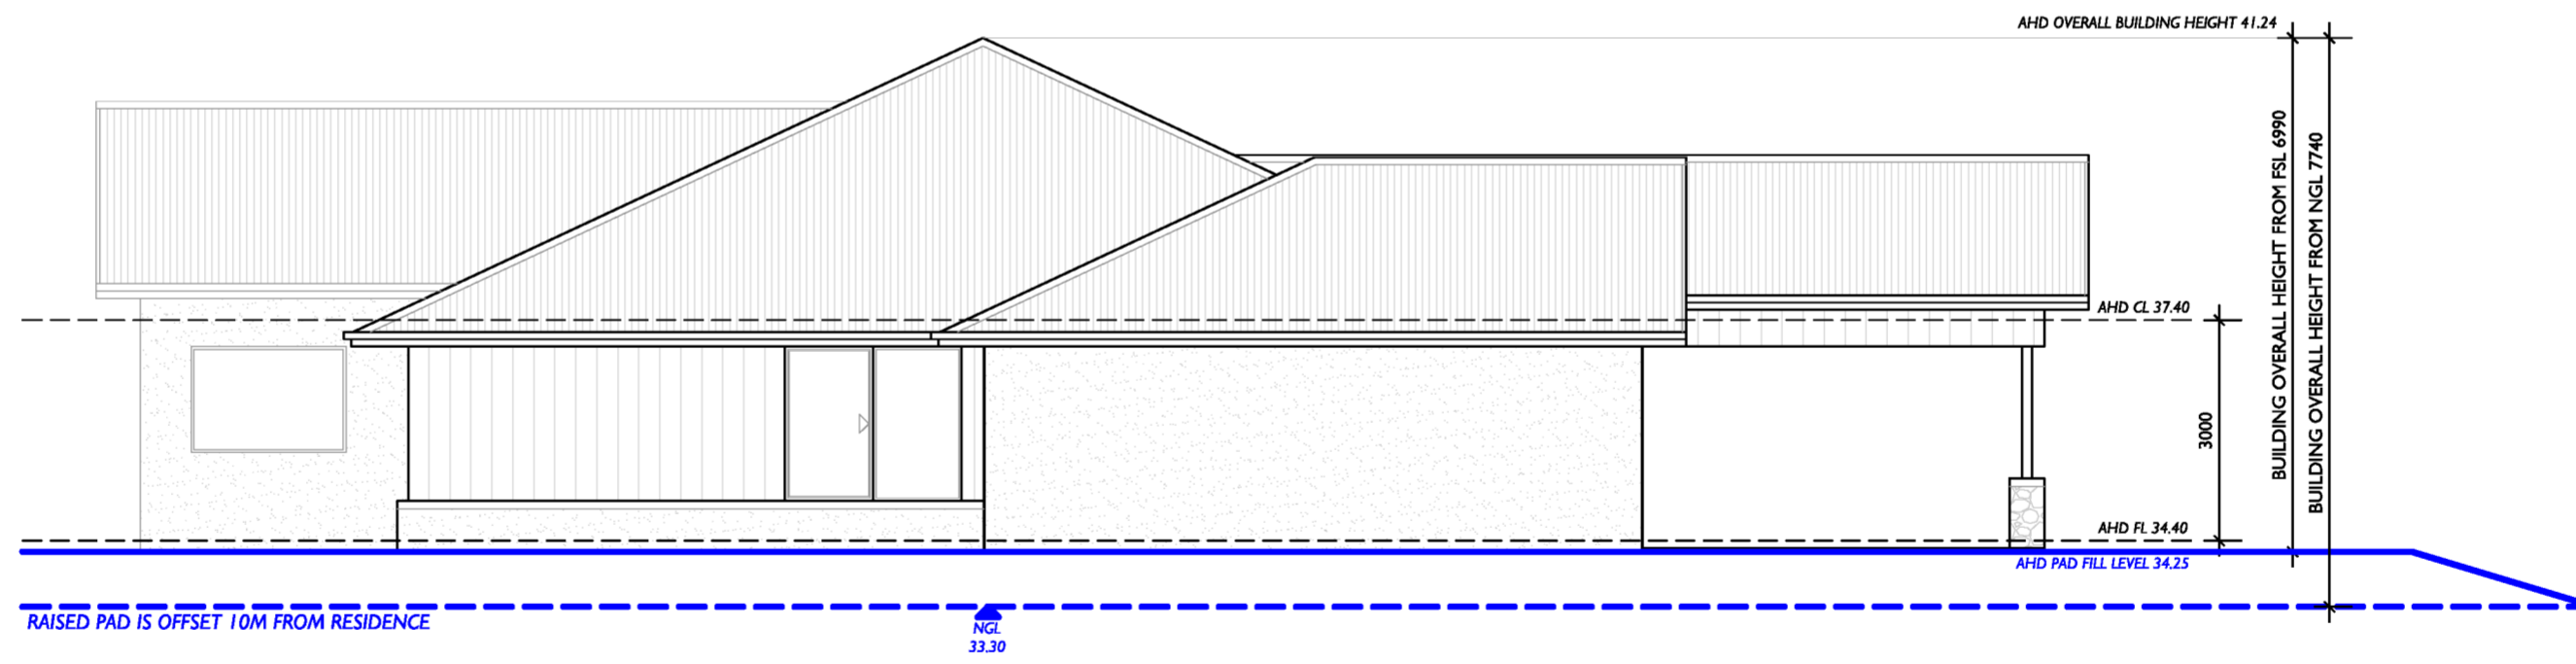 AHD OVERALL BUILDING HEIGHT 41.24
BUILDING OVERALL HEIGHT FROM FSL 6990
BUILDING OVERALL HEIGHT FROM NGL 7740
AHD CL 37.40
3000
AHD FL 34.40
AHD PAD FILL LEVEL 34.25
RAISED PAD IS OFFSET 10M FROM RESIDENCE
NGL
33.30